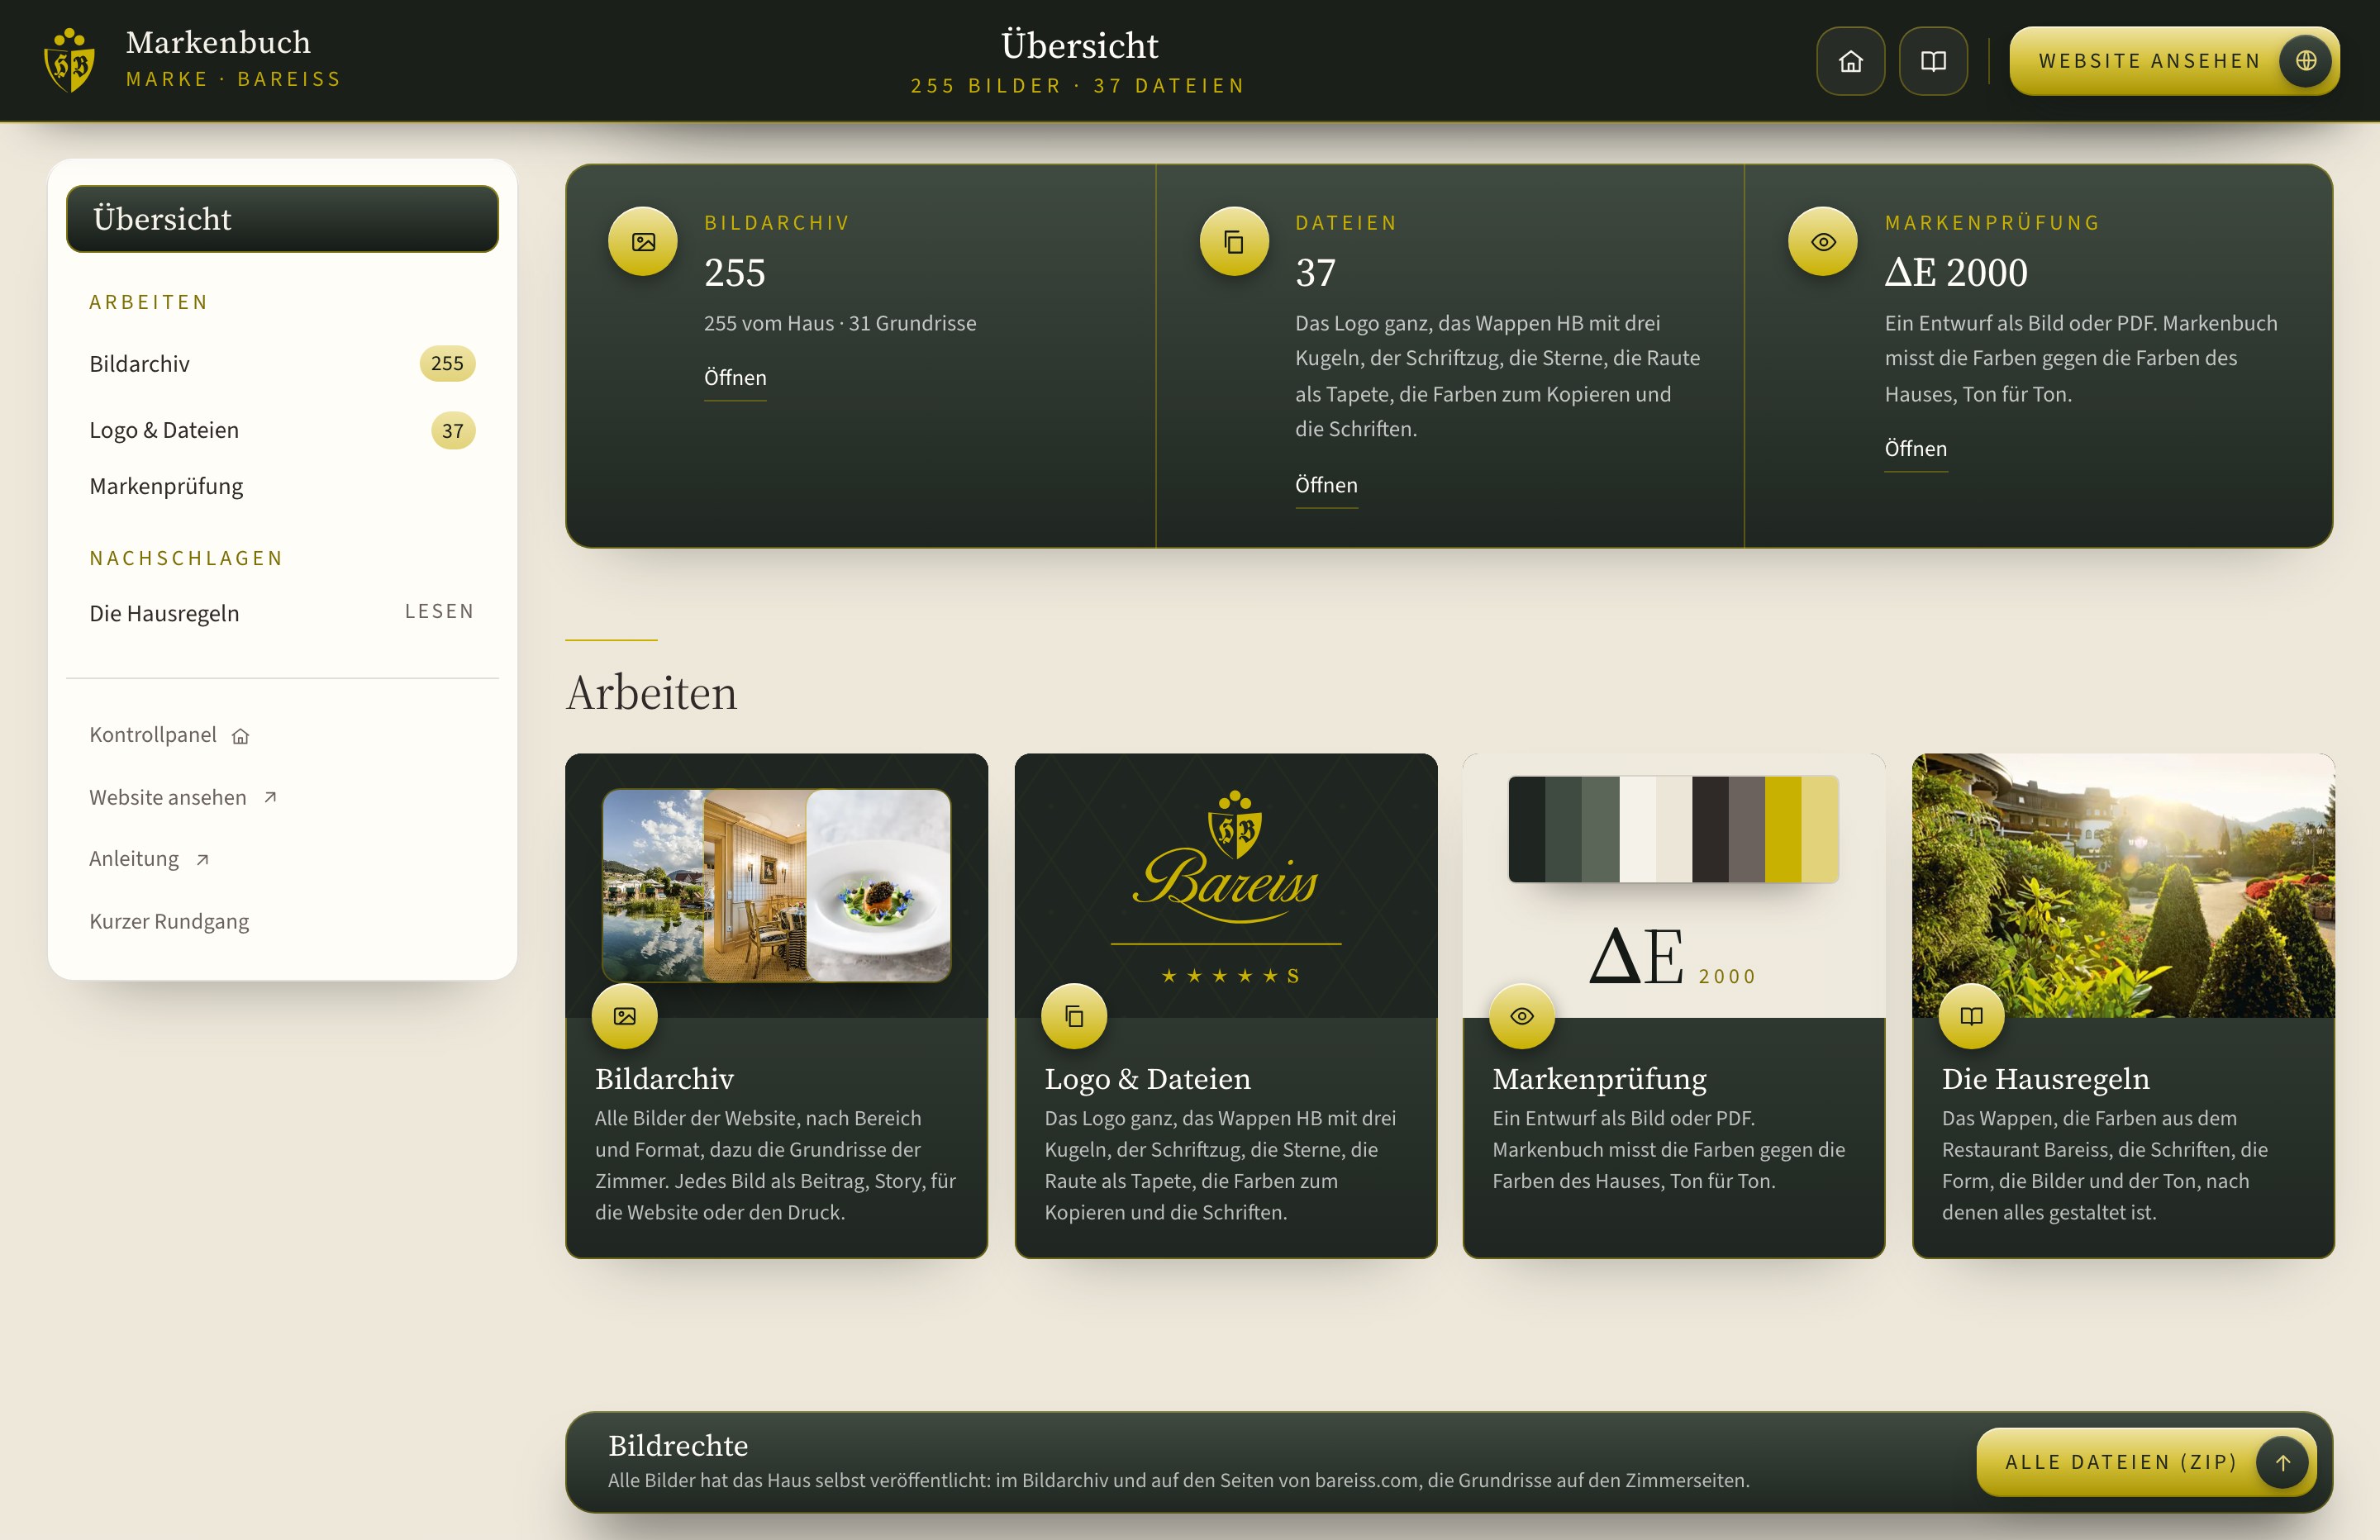 Markenbuch
MARKE · BAREISS
Übersicht
255 BILDER · 37 DATEIEN
WEBSITE ANSEHEN
Übersicht
ARBEITEN
Bildarchiv 255
Logo & Dateien 37
Markenprüfung
NACHSCHLAGEN
Die Hausregeln LESEN
Kontrollpanel
Website ansehen
Anleitung
Kurzer Rundgang
BILDARCHIV
255
255 vom Haus · 31 Grundrisse
Öffnen
DATEIEN
37
Das Logo ganz, das Wappen HB mit drei
Kugeln, der Schriftzug, die Sterne, die Raute
als Tapete, die Farben zum Kopieren und
die Schriften.
Öffnen
MARKENPRÜFUNG
ΔE 2000
Ein Entwurf als Bild oder PDF. Markenbuch
misst die Farben gegen die Farben des
Hauses, Ton für Ton.
Öffnen
Arbeiten
Bildarchiv
Alle Bilder der Website, nach Bereich
und Format, dazu die Grundrisse der
Zimmer. Jedes Bild als Beitrag, Story, für
die Website oder den Druck.
HB
Bareiss
★★★★★S
Logo & Dateien
Das Logo ganz, das Wappen HB mit drei
Kugeln, der Schriftzug, die Sterne, die
Raute als Tapete, die Farben zum
Kopieren und die Schriften.
ΔE 2000
Markenprüfung
Ein Entwurf als Bild oder PDF.
Markenbuch misst die Farben gegen die
Farben des Hauses, Ton für Ton.
Die Hausregeln
Das Wappen, die Farben aus dem
Restaurant Bareiss, die Schriften, die
Form, die Bilder und der Ton, nach
denen alles gestaltet ist.
Bildrechte
Alle Bilder hat das Haus selbst veröffentlicht: im Bildarchiv und auf den Seiten von bareiss.com, die Grundrisse auf den Zimmerseiten.
ALLE DATEIEN (ZIP)